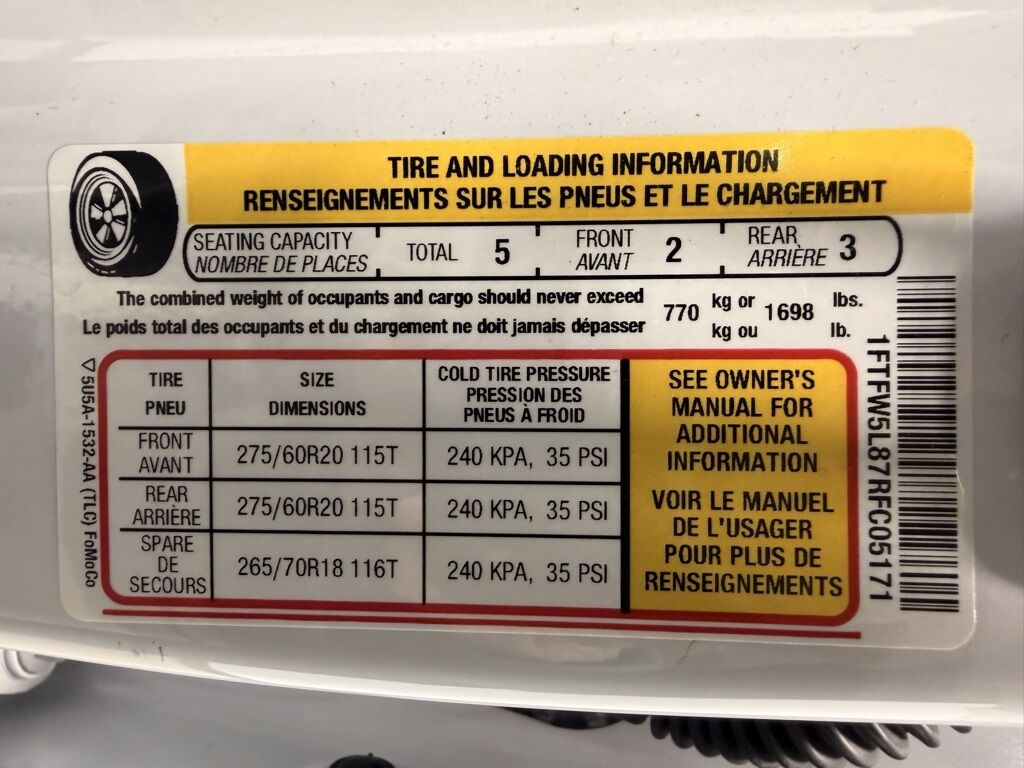 TIRE AND LOADING INFORMATION
RENSEIGNEMENTS SUR LES PNEUS ET LE CHARGEMENT
SEATING CAPACITY
NOMBRE DE PLACES
TOTAL 5
FRONT
AVANT
2
REAR
ARRIÈRE
3
The combined weight of occupants and cargo should never exceed
Le poids total des occupants et du chargement ne doit jamais dépasser
770
kg or
kg ou
1698
lbs.
lb.
TIRE
PNEU
SIZE
DIMENSIONS
COLD TIRE PRESSURE
PRESSION DES
PNEUS À FROID
FRONT
AVANT
275/60R20 115T
240 KPA, 35 PSI
REAR
ARRIÈRE
275/60R20 115T
240 KPA, 35 PSI
SPARE
DE
SECOURS
265/70R18 116T
240 KPA, 35 PSI
SEE OWNER'S
MANUAL FOR
ADDITIONAL
INFORMATION
VOIR LE MANUEL
DE L'USAGER
POUR PLUS DE
RENSEIGNEMENTS
5U5A-1532-AA (TLC) FoMoCo
1FTFW5L87RFC05171